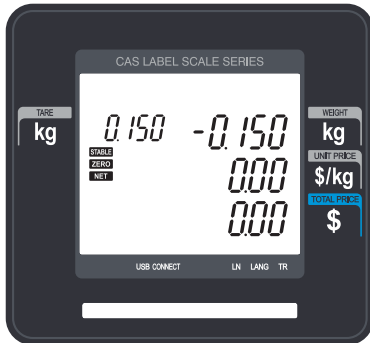 CAS LABEL SCALE SERIES
TARE
kg
0.150
-0.150
WEIGHT
kg
STABLE
ZERO
NET
0.00
UNIT PRICE
$/kg
0.00
TOTAL PRICE
$
USB CONNECT LN LANG TR